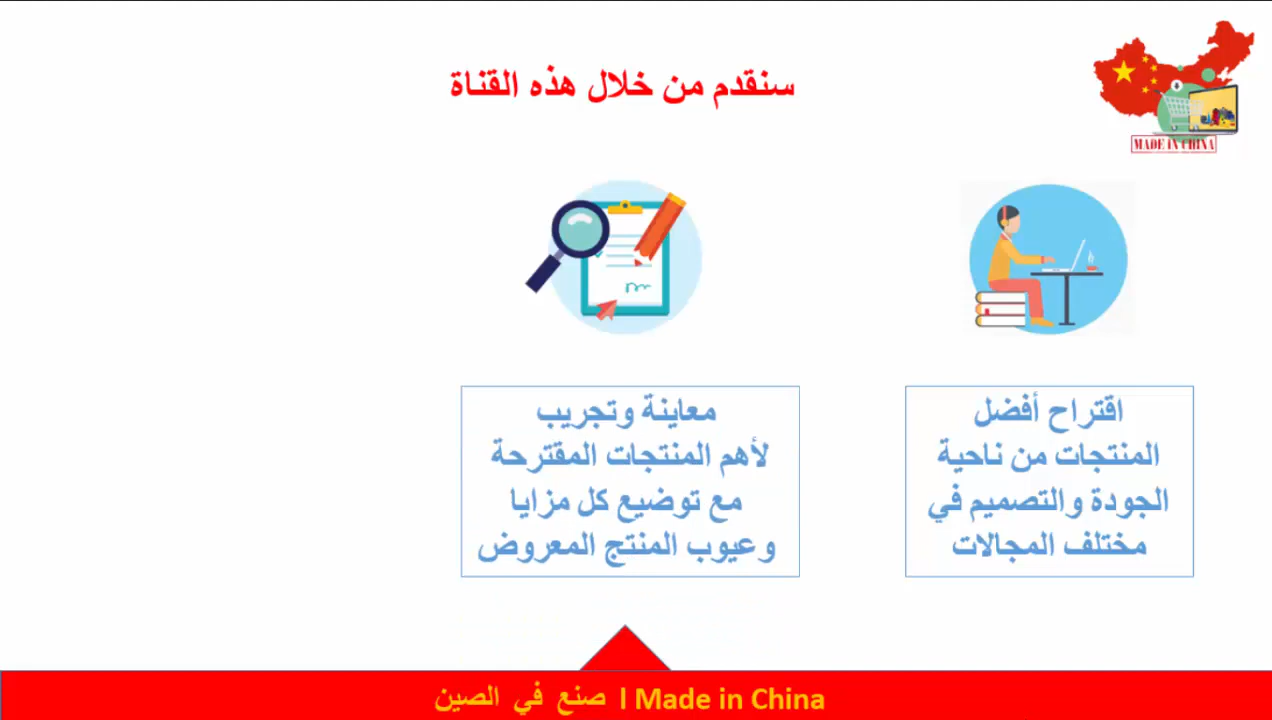 سنقدم من خلال هذه القناة
MADE IN CHINA
اقتراح أفضل
المنتجات من ناحية
الجودة والتصميم في
مختلف المجالات
معاينة وتجريب
لأهم المنتجات المقترحة
مع توضيع كل مزايا
وعيوب المنتج المعروض
صنع في الصين | Made in China